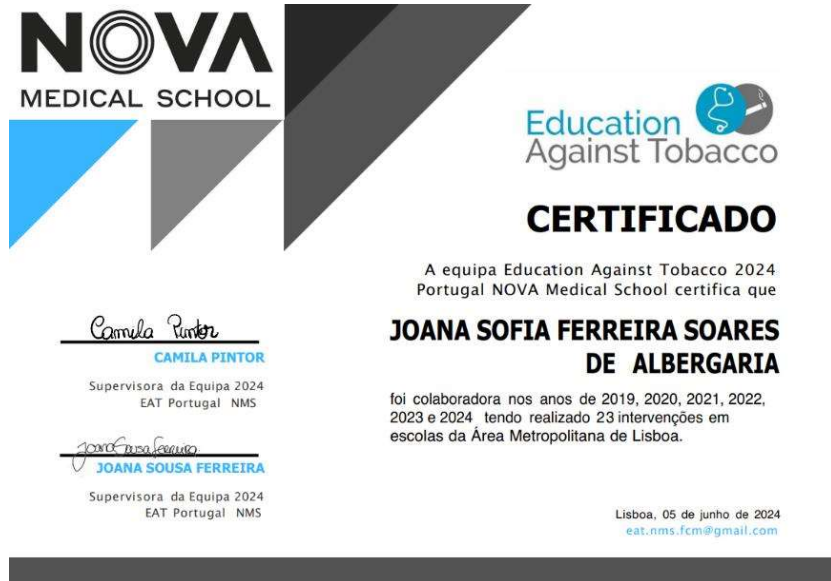 NOVA
MEDICAL SCHOOL
Education
Against Tobacco
CERTIFICADO
A equipa Education Against Tobacco 2024
Portugal NOVA Medical School certifica que
JOANA SOFIA FERREIRA SOARES
DE ALBERGARIA
foi colaboradora nos anos de 2019, 2020, 2021, 2022,
2023 e 2024 tendo realizado 23 intervenções em
escolas da Área Metropolitana de Lisboa.
Camila Pintor
CAMILA PINTOR
Supervisora da Equipa 2024
EAT Portugal NMS
Joana Sousa Ferreira
JOANA SOUSA FERREIRA
Supervisora da Equipa 2024
EAT Portugal NMS
Lisboa, 05 de junho de 2024
eat.nms.fcm@gmail.com